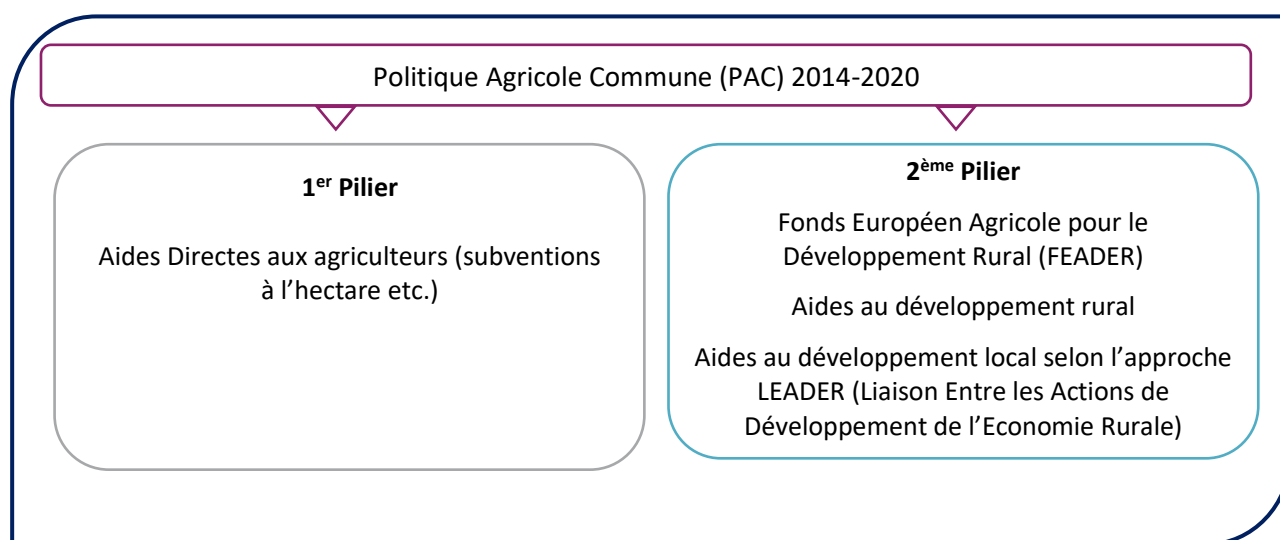 Politique Agricole Commune (PAC) 2014-2020
1er Pilier
Aides Directes aux agriculteurs (subventions
à l’hectare etc.)
2ème Pilier
Fonds Européen Agricole pour le
Développement Rural (FEADER)
Aides au développement rural
Aides au développement local selon l’approche
LEADER (Liaison Entre les Actions de
Développement de l’Economie Rurale)